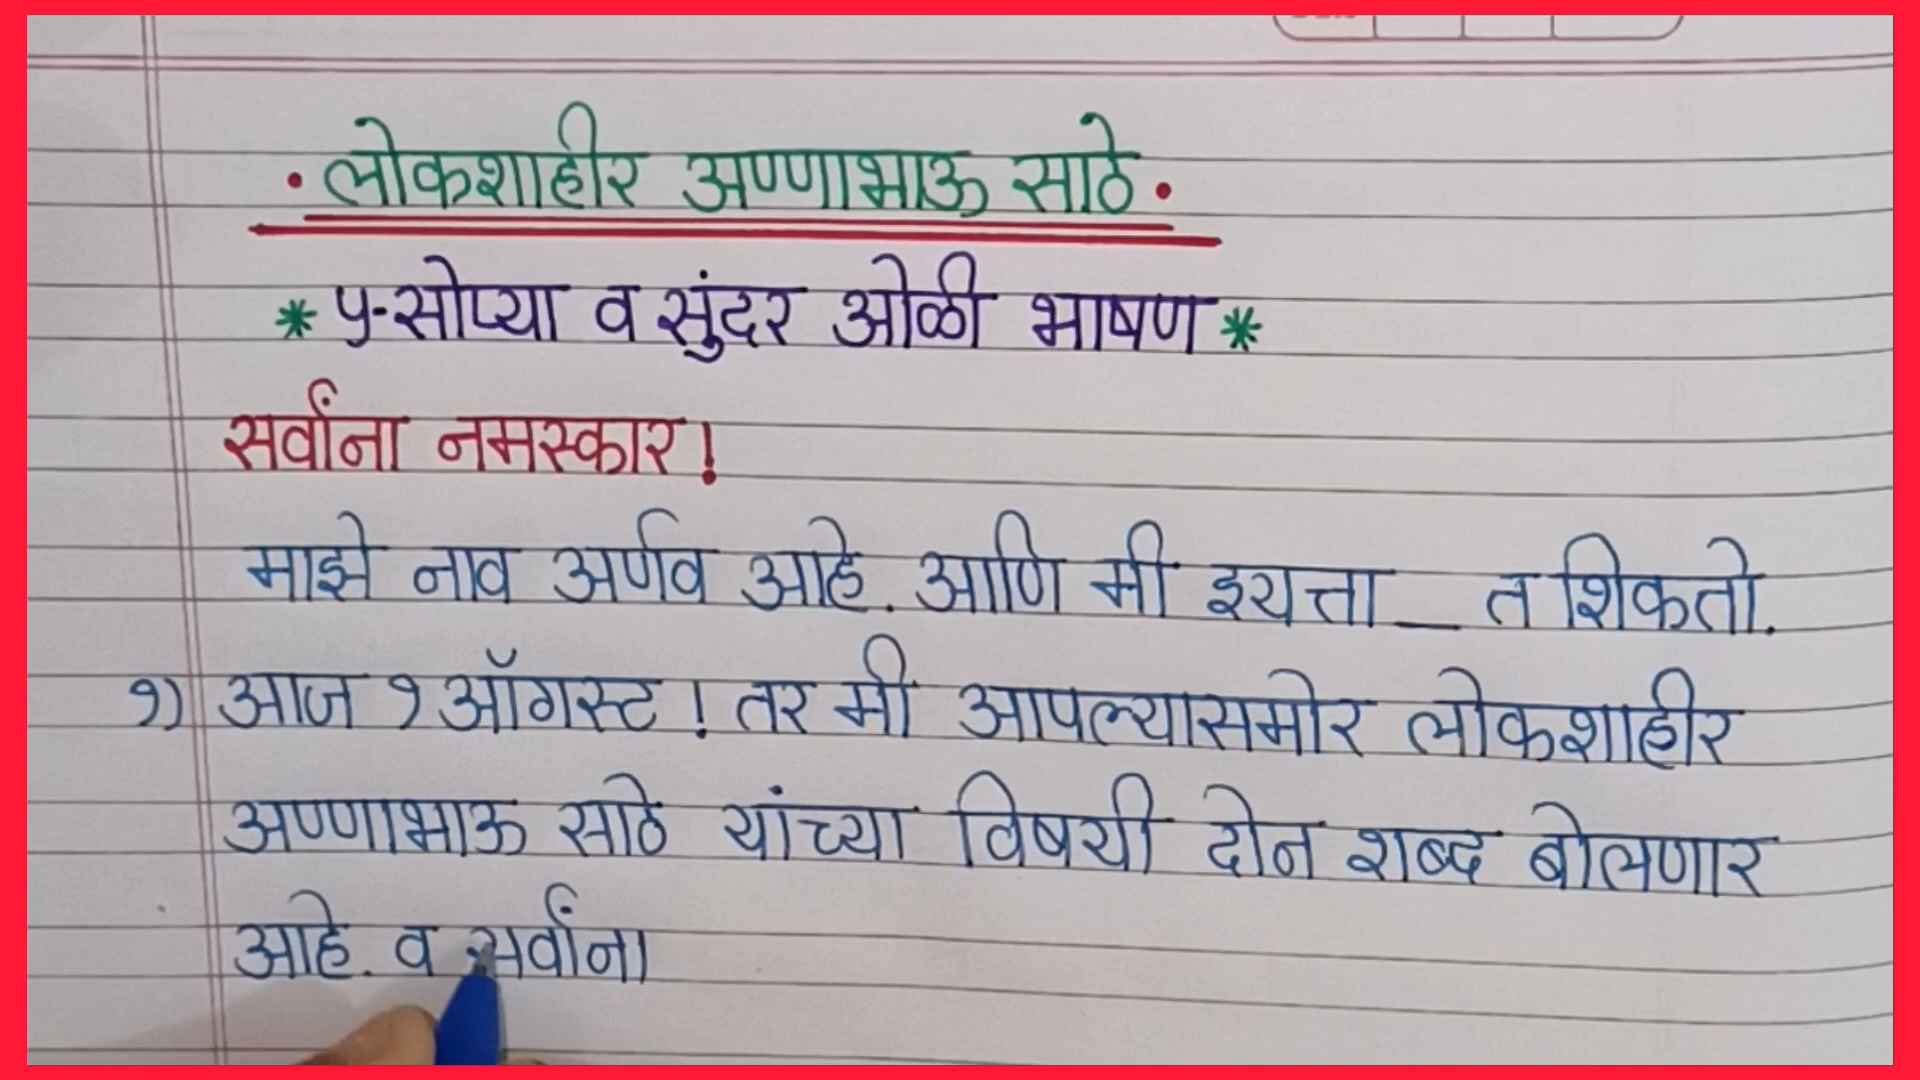 • लोकशाहीर अण्णाभाऊ साठे •
* ५-सोप्या व सुंदर ओळी भाषण *
सर्वांना नमस्कार!
माझे नाव अर्णव आहे. आणि मी इयत्ता __ त शिकतो.
१) आज १ ऑगस्ट ! तर मी आपल्यासमोर लोकशाहीर
अण्णाभाऊ साठे यांच्या विषयी दोन शब्द बोलणार
आहे. व सर्वांना